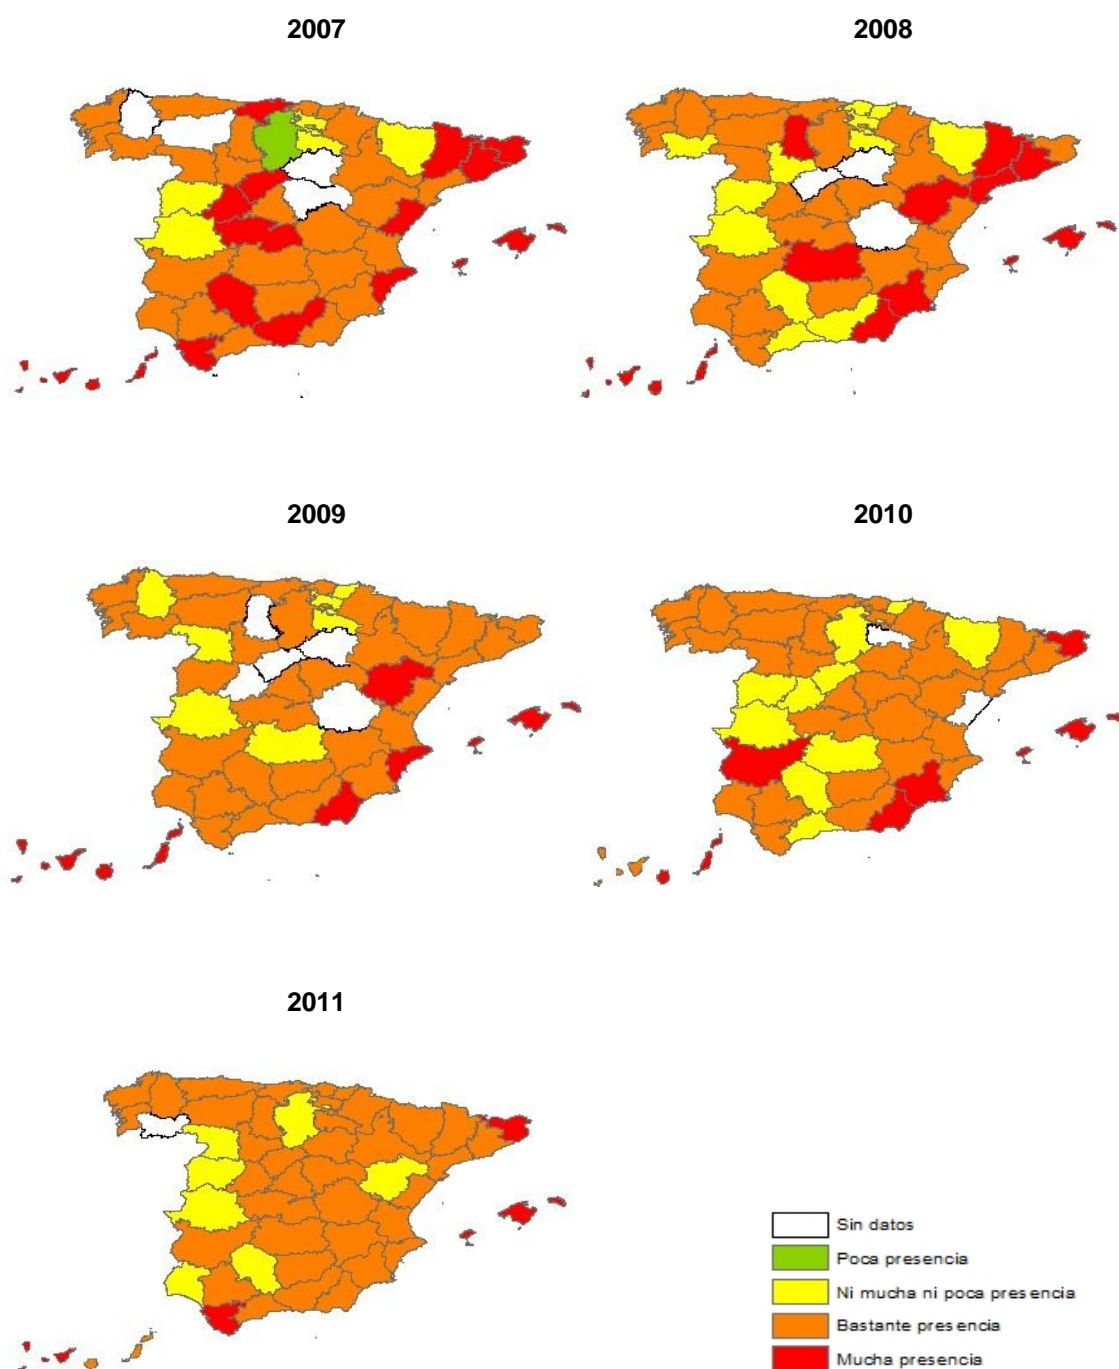 2007
2008
2009
2010
2011
Sin datos
Poca presencia
Ni mucha ni poca presencia
Bastante presencia
Mucha presencia